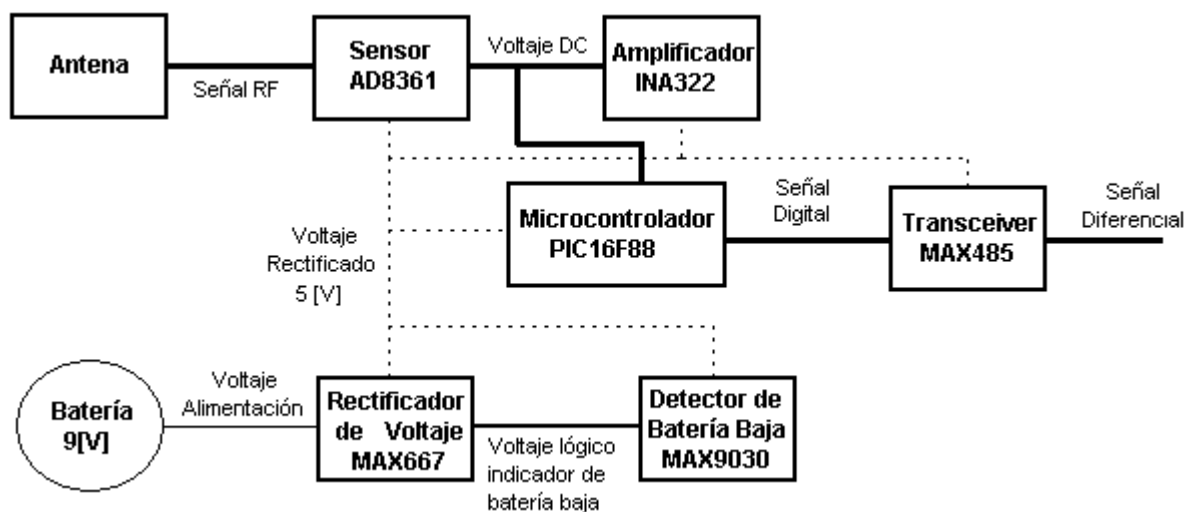 Antena
Señal RF
Sensor
AD8361
Voltaje DC
Amplificador
INA322
Microcontrolador
PIC16F88
Señal
Digital
Transceiver
MAX485
Señal
Diferencial
Voltaje
Rectificado
5 [V]
Batería
9[V]
Voltaje
Alimentación
Rectificador
de Voltaje
MAX667
Voltaje lógico
indicador de
batería baja
Detector de
Batería Baja
MAX9030